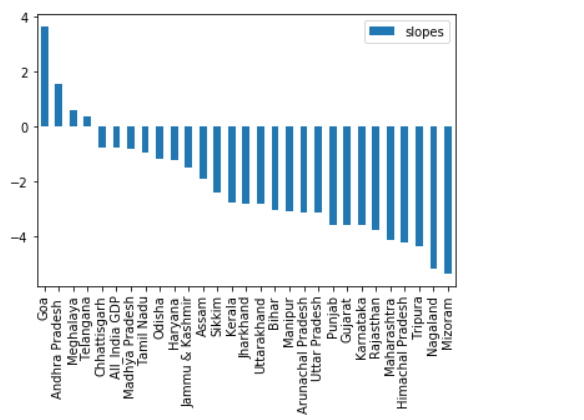 4
2
0
−2
−4
slopes
Goa
Andhra Pradesh
Meghalaya
Telangana
Chhattisgarh
All_India GDP
Madhya Pradesh
Tamil Nadu
Odisha
Haryana
Jammu & Kashmir
Assam
Sikkim
Kerala
Jharkhand
Uttarakhand
Bihar
Manipur
Arunachal Pradesh
Uttar Pradesh
Punjab
Gujarat
Karnataka
Rajasthan
Maharashtra
Himachal Pradesh
Tripura
Nagaland
Mizoram